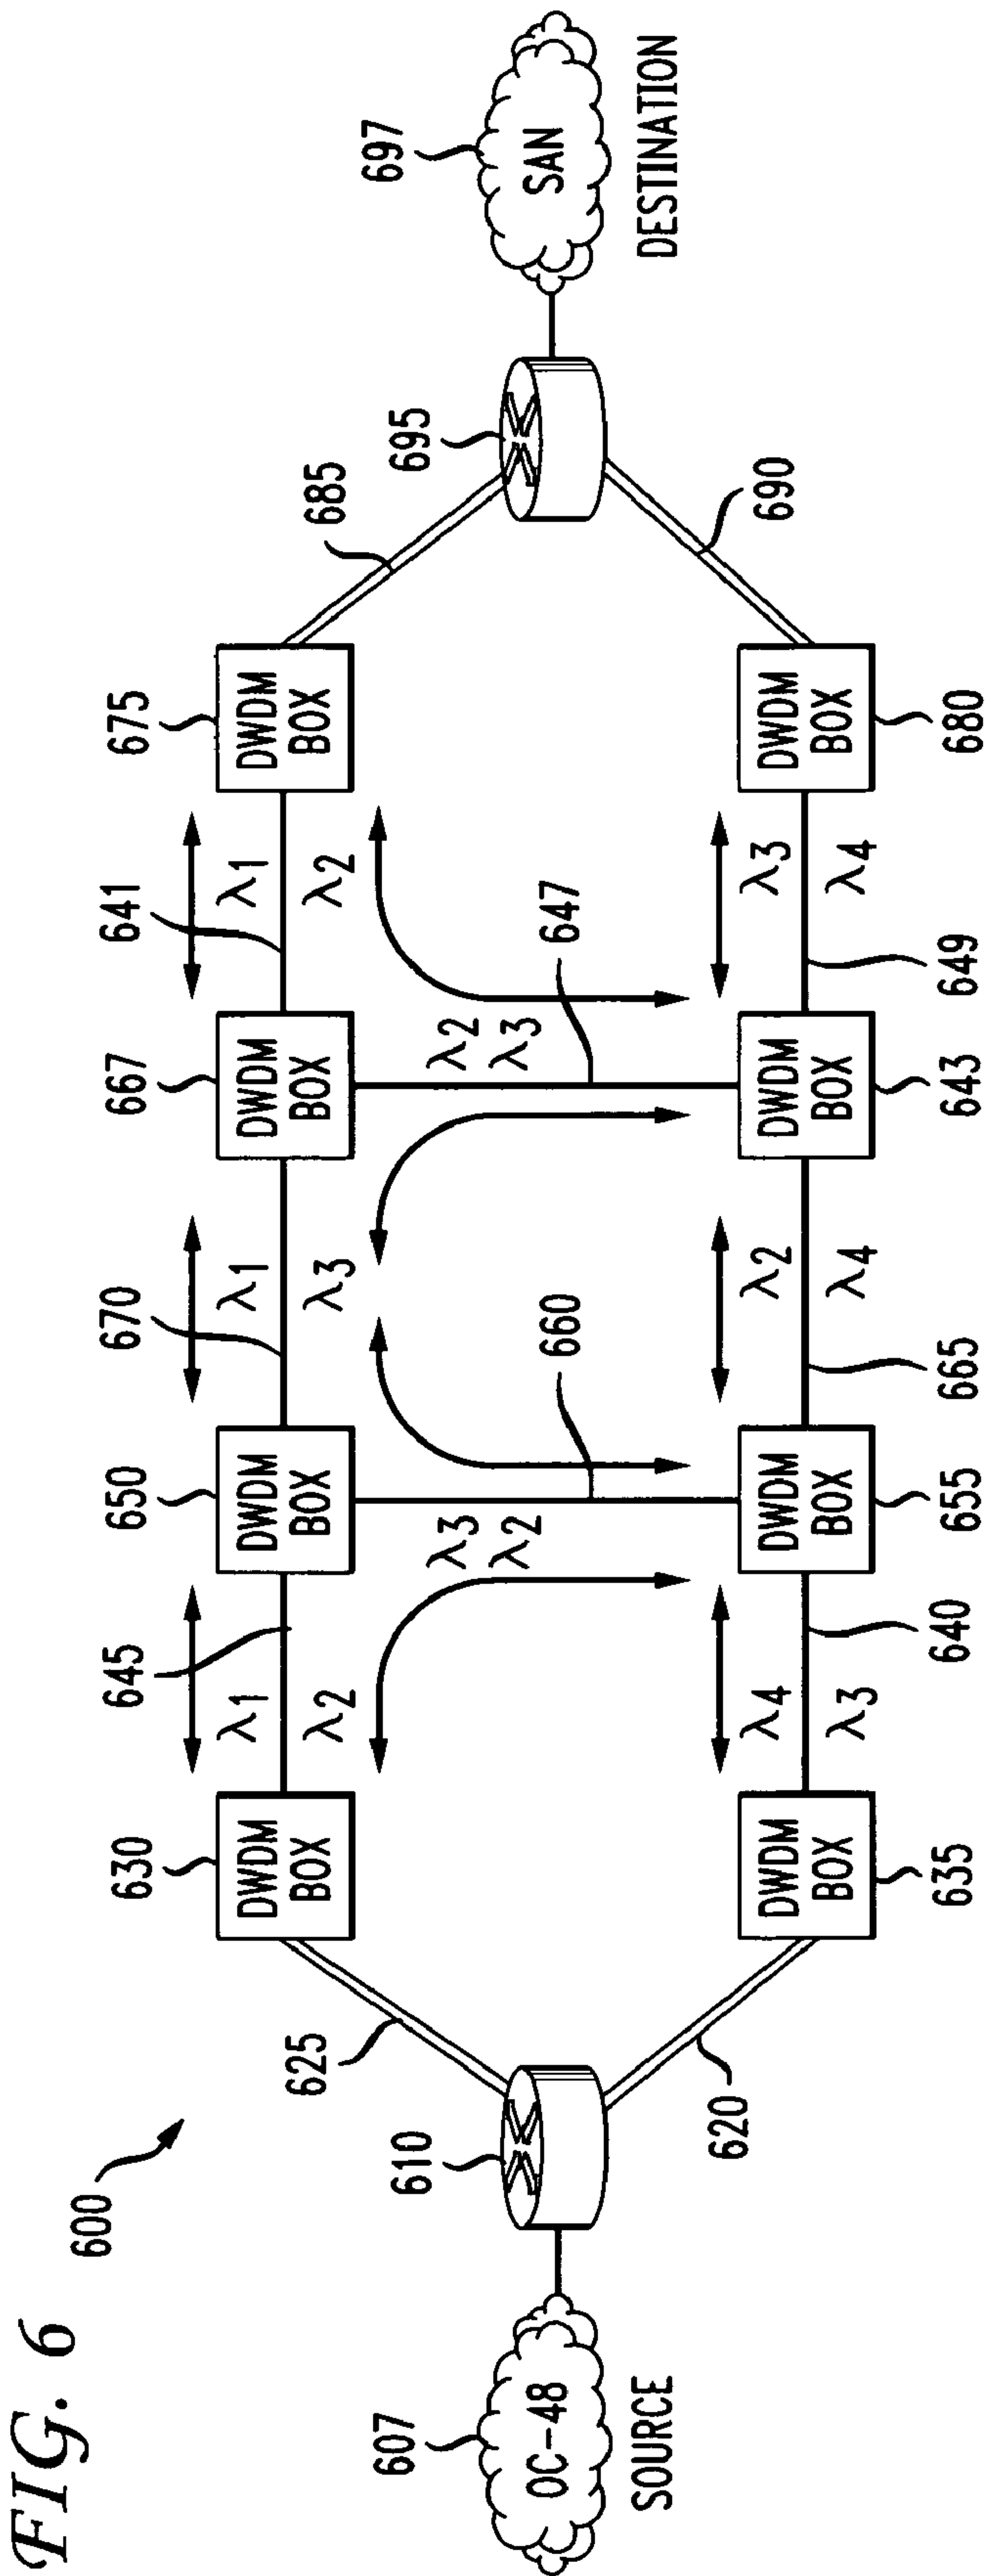 FIG. 6
600
607
OC-48
SOURCE
610
625
620
630
DWDM
BOX
635
DWDM
BOX
645
λ1
λ2
λ4
λ3
640
650
DWDM
BOX
λ3
λ2
660
655
DWDM
BOX
670
λ1
λ3
λ2
λ4
665
667
DWDM
BOX
λ2
λ3
647
643
DWDM
BOX
641
λ1
λ2
λ3
λ4
649
675
DWDM
BOX
680
DWDM
BOX
685
690
695
697
SAN
DESTINATION